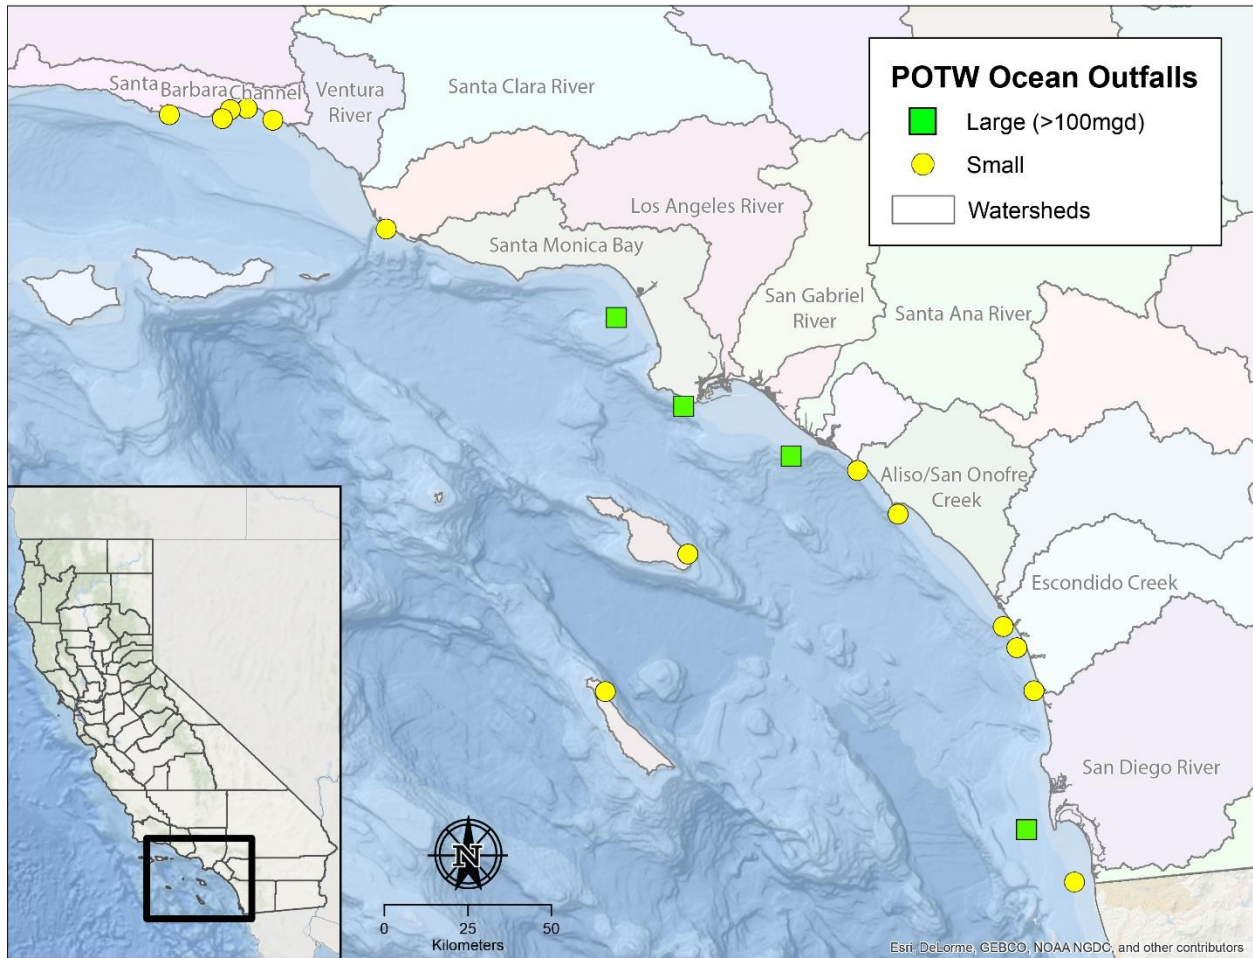 POTW Ocean Outfalls
Large (>100mgd)
Small
Watersheds
Santa Barbara Channel
Ventura
River
Santa Clara River
Los Angeles River
Santa Monica Bay
San Gabriel
River
Santa Ana River
Aliso/San Onofre
Creek
Escondido Creek
San Diego River
N
0 25 50
Kilometers
Esri, DeLorme, GEBCO, NOAA NGDC, and other contributors